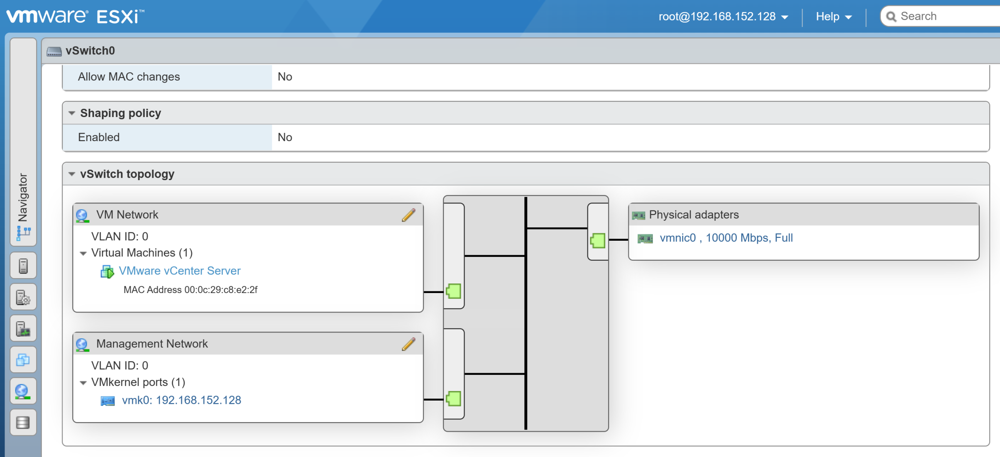 vmware® ESXi™
root@192.168.152.128
Help
Search
Navigator
vSwitch0
Allow MAC changes
No
Shaping policy
Enabled
No
vSwitch topology
VM Network
VLAN ID: 0
Virtual Machines (1)
VMware vCenter Server
MAC Address 00:0c:29:c8:e2:2f
Management Network
VLAN ID: 0
VMkernel ports (1)
vmk0: 192.168.152.128
Physical adapters
vmnic0 , 10000 Mbps, Full